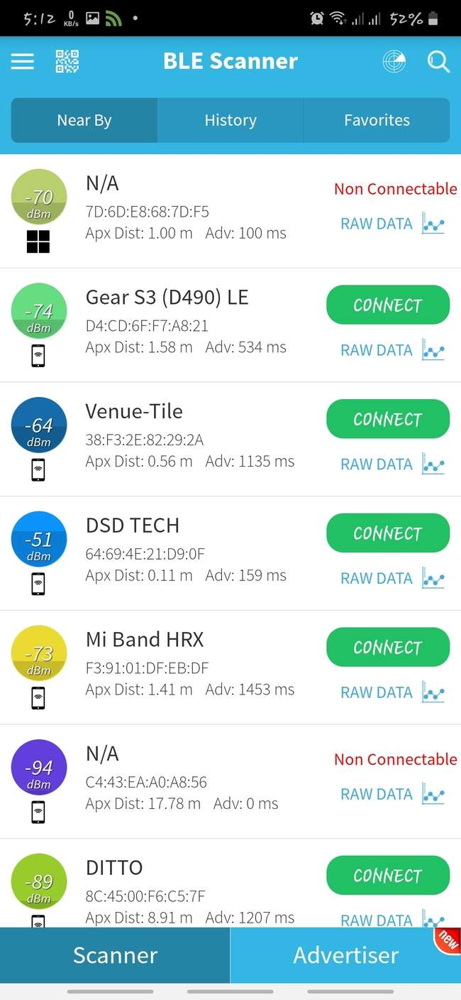 5:12 0 KB/s 52%
BLE Scanner
Near By History Favorites
-70 dBm
N/A
Non Connectable
7D:6D:E8:68:7D:F5
RAW DATA
Apx Dist: 1.00 m Adv: 100 ms
-74 dBm
Gear S3 (D490) LE
CONNECT
D4:CD:6F:F7:A8:21
Apx Dist: 1.58 m Adv: 534 ms
RAW DATA
-64 dBm
Venue-Tile
CONNECT
38:F3:2E:82:29:2A
Apx Dist: 0.56 m Adv: 1135 ms
RAW DATA
-51 dBm
DSD TECH
CONNECT
64:69:4E:21:D9:0F
Apx Dist: 0.11 m Adv: 159 ms
RAW DATA
-73 dBm
Mi Band HRX
CONNECT
F3:91:01:DF:EB:DF
Apx Dist: 1.41 m Adv: 1453 ms
RAW DATA
-94 dBm
N/A
Non Connectable
C4:43:EA:A0:A8:56
RAW DATA
Apx Dist: 17.78 m Adv: 0 ms
-89 dBm
DITTO
CONNECT
8C:45:00:F6:C5:7F
Apx Dist: 8.91 m Adv: 1207 ms
RAW DATA
Scanner Advertiser new